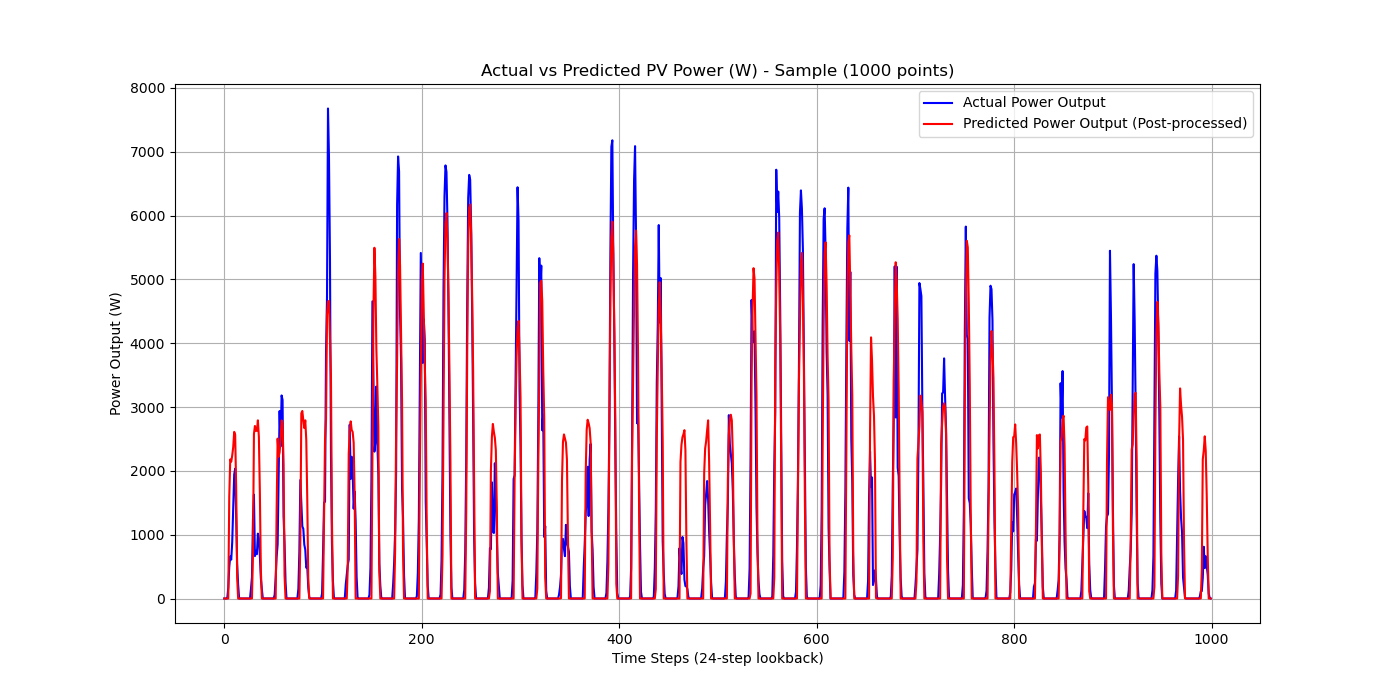 Actual vs Predicted PV Power (W) - Sample (1000 points)
Actual Power Output
Predicted Power Output (Post-processed)
Power Output (W)
8000
7000
6000
5000
4000
3000
2000
1000
0
0 200 400 600 800 1000
Time Steps (24-step lookback)